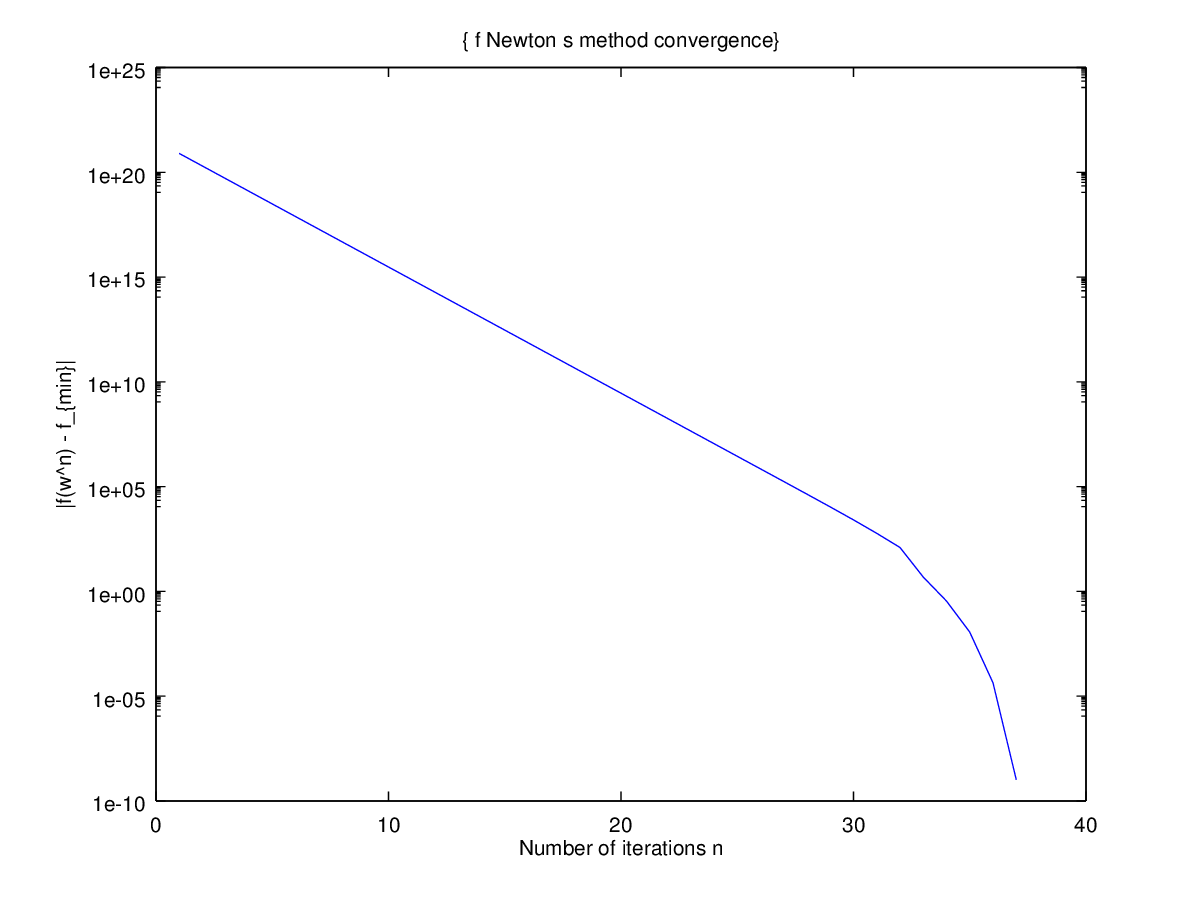 { f Newton s method convergence}
1e+25
1e+20
1e+15
1e+10
1e+05
1e+00
1e-05
1e-10
|f(w^n) - f_{min}|
0 10 20 30 40
Number of iterations n